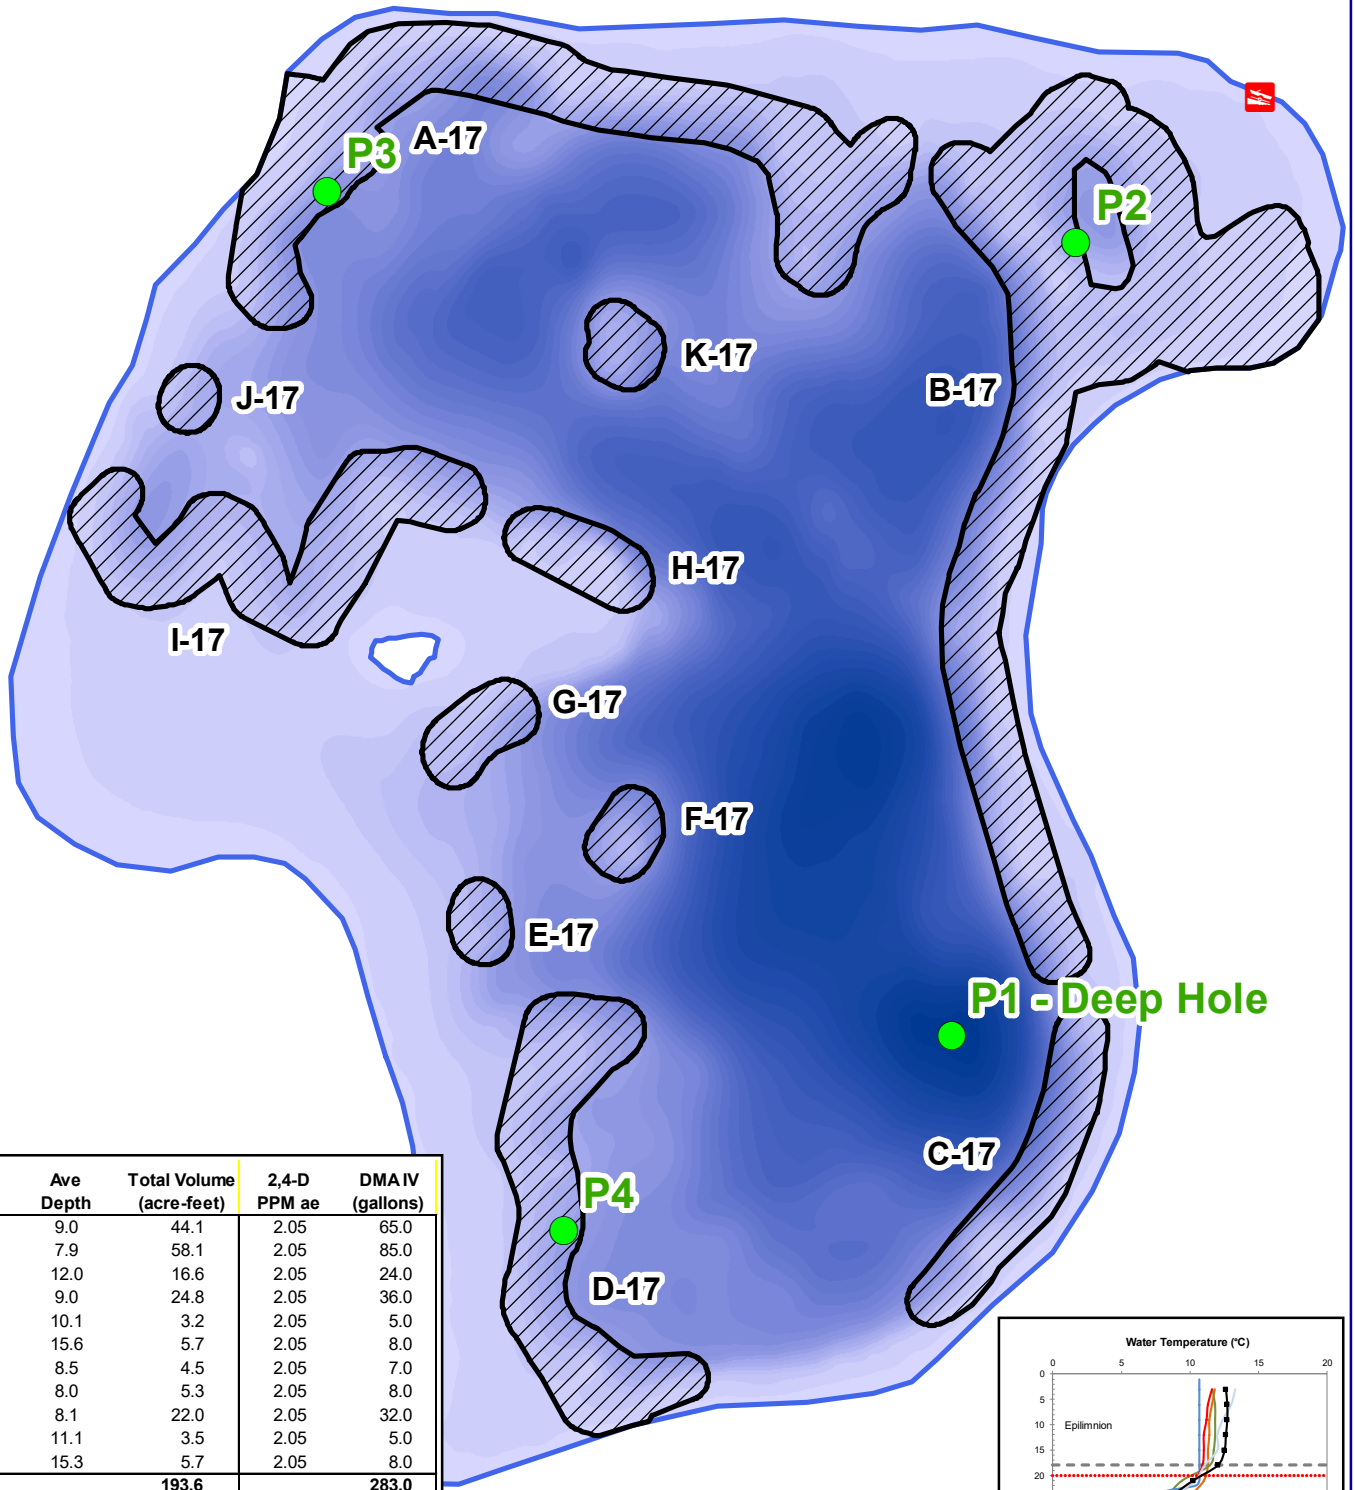 A-17
P3
P2
K-17
B-17
J-17
H-17
I-17
G-17
F-17
E-17
P1 - Deep Hole
C-17
P4
D-17
Ave Total Volume 2,4-D DMA IV
Depth (acre-feet) PPM ae (gallons)
9.0 44.1 2.05 65.0
7.9 58.1 2.05 85.0
12.0 16.6 2.05 24.0
9.0 24.8 2.05 36.0
10.1 3.2 2.05 5.0
15.6 5.7 2.05 8.0
8.5 4.5 2.05 7.0
8.0 5.3 2.05 8.0
8.1 22.0 2.05 32.0
11.1 3.5 2.05 5.0
15.3 5.7 2.05 8.0
193.6 283.0
Water Temperature (°C)
0 5 10 15 20
0
5
10
Epilimnion
15
20